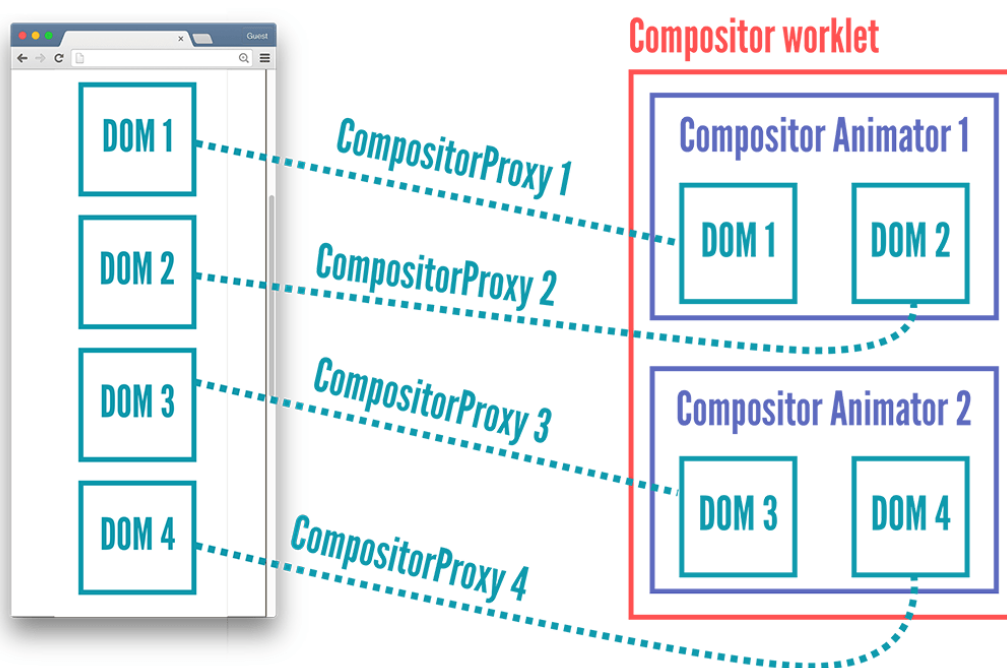 Guest
DOM 1
DOM 2
DOM 3
DOM 4
CompositorProxy 1
CompositorProxy 2
CompositorProxy 3
CompositorProxy 4
Compositor worklet
Compositor Animator 1
DOM 1
DOM 2
Compositor Animator 2
DOM 3
DOM 4